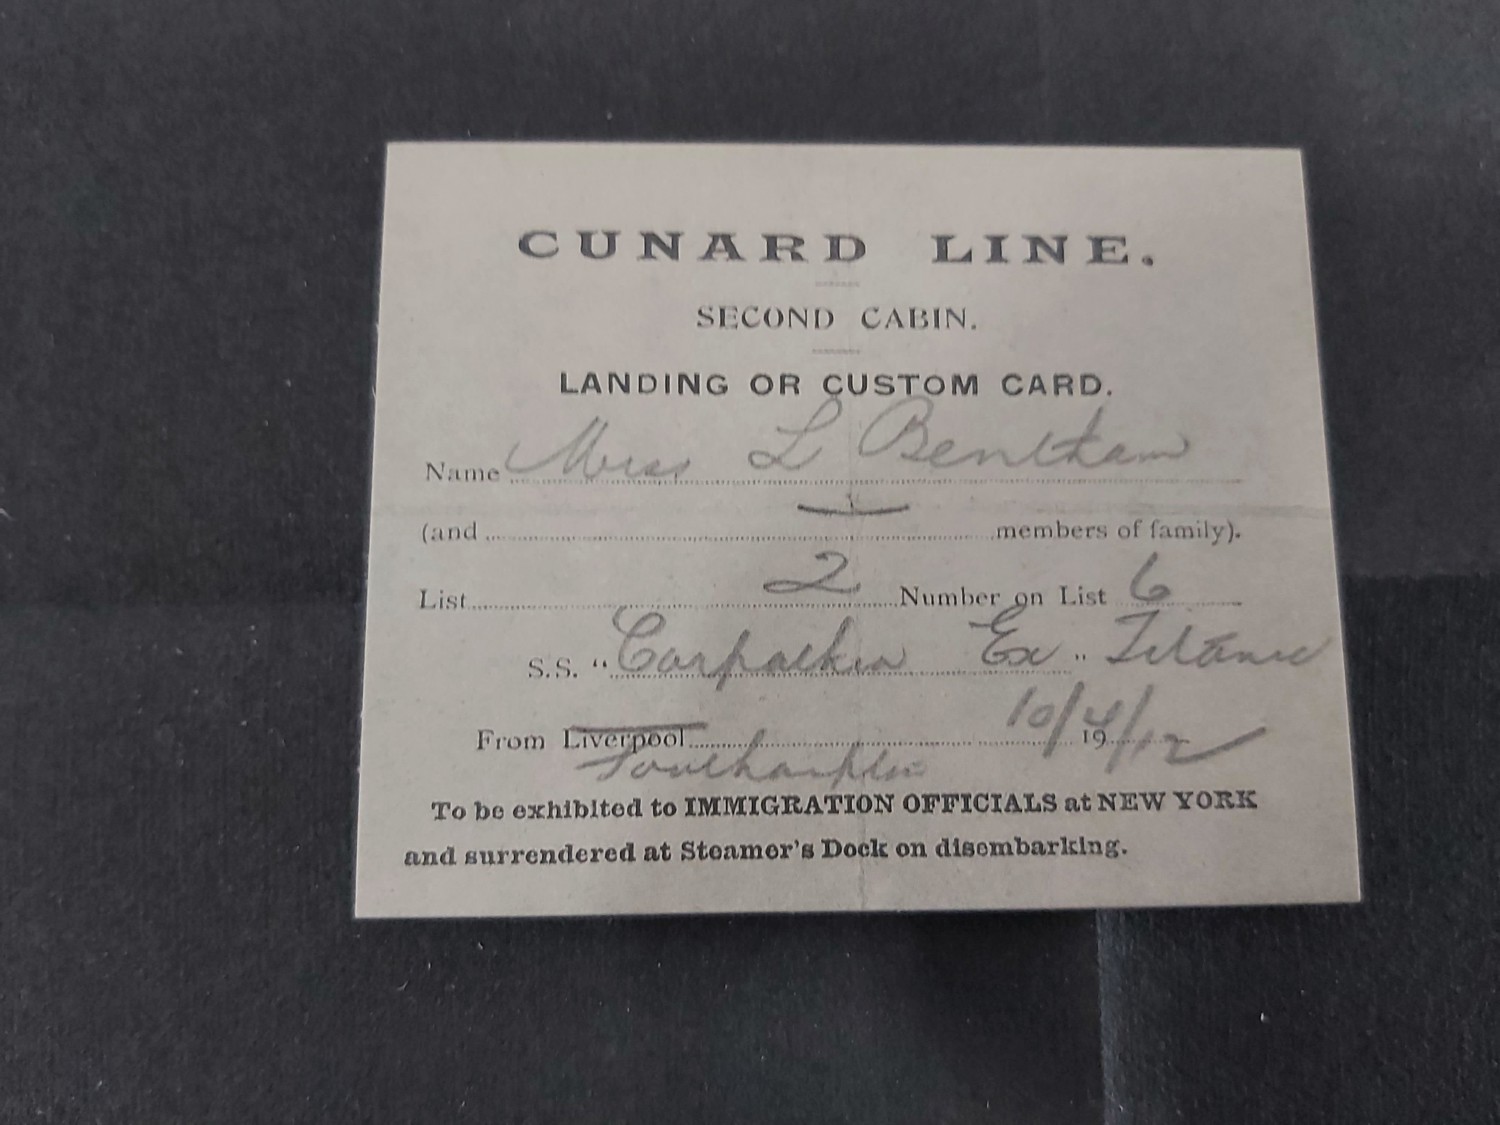 CUNARD LINE.
SECOND CABIN.
LANDING OR CUSTOM CARD.
Name Miss L Bentham
(and members of family).
List 2 Number on List 6
S.S. "Carpathia Ex" Titanic
From Liverpool 10/4/1912
Southampton
To be exhibited to IMMIGRATION OFFICIALS at NEW YORK
and surrendered at Steamer's Dock on disembarking.